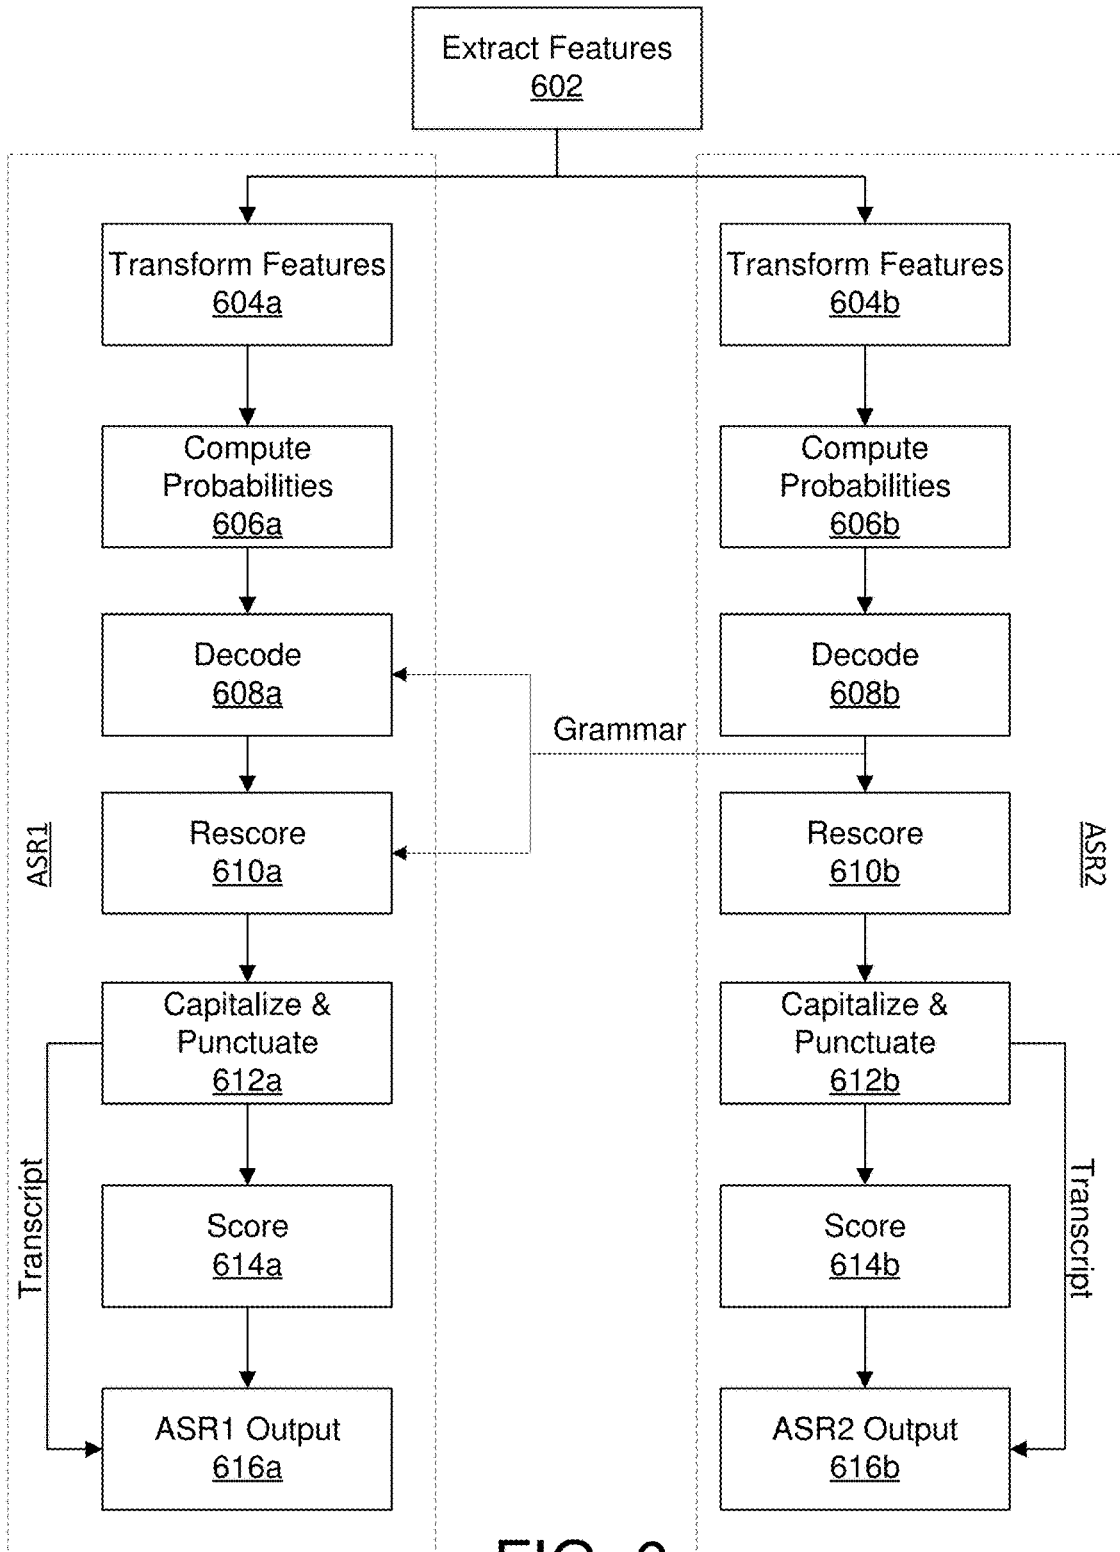 Extract Features
602
Transform Features
604a
Transform Features
604b
Compute
Probabilities
606a
Compute
Probabilities
606b
Decode
608a
Decode
608b
Grammar
Rescore
610a
Rescore
610b
ASR1
ASR2
Capitalize &
Punctuate
612a
Capitalize &
Punctuate
612b
Transcript
Transcript
Score
614a
Score
614b
ASR1 Output
616a
ASR2 Output
616b
FIG.